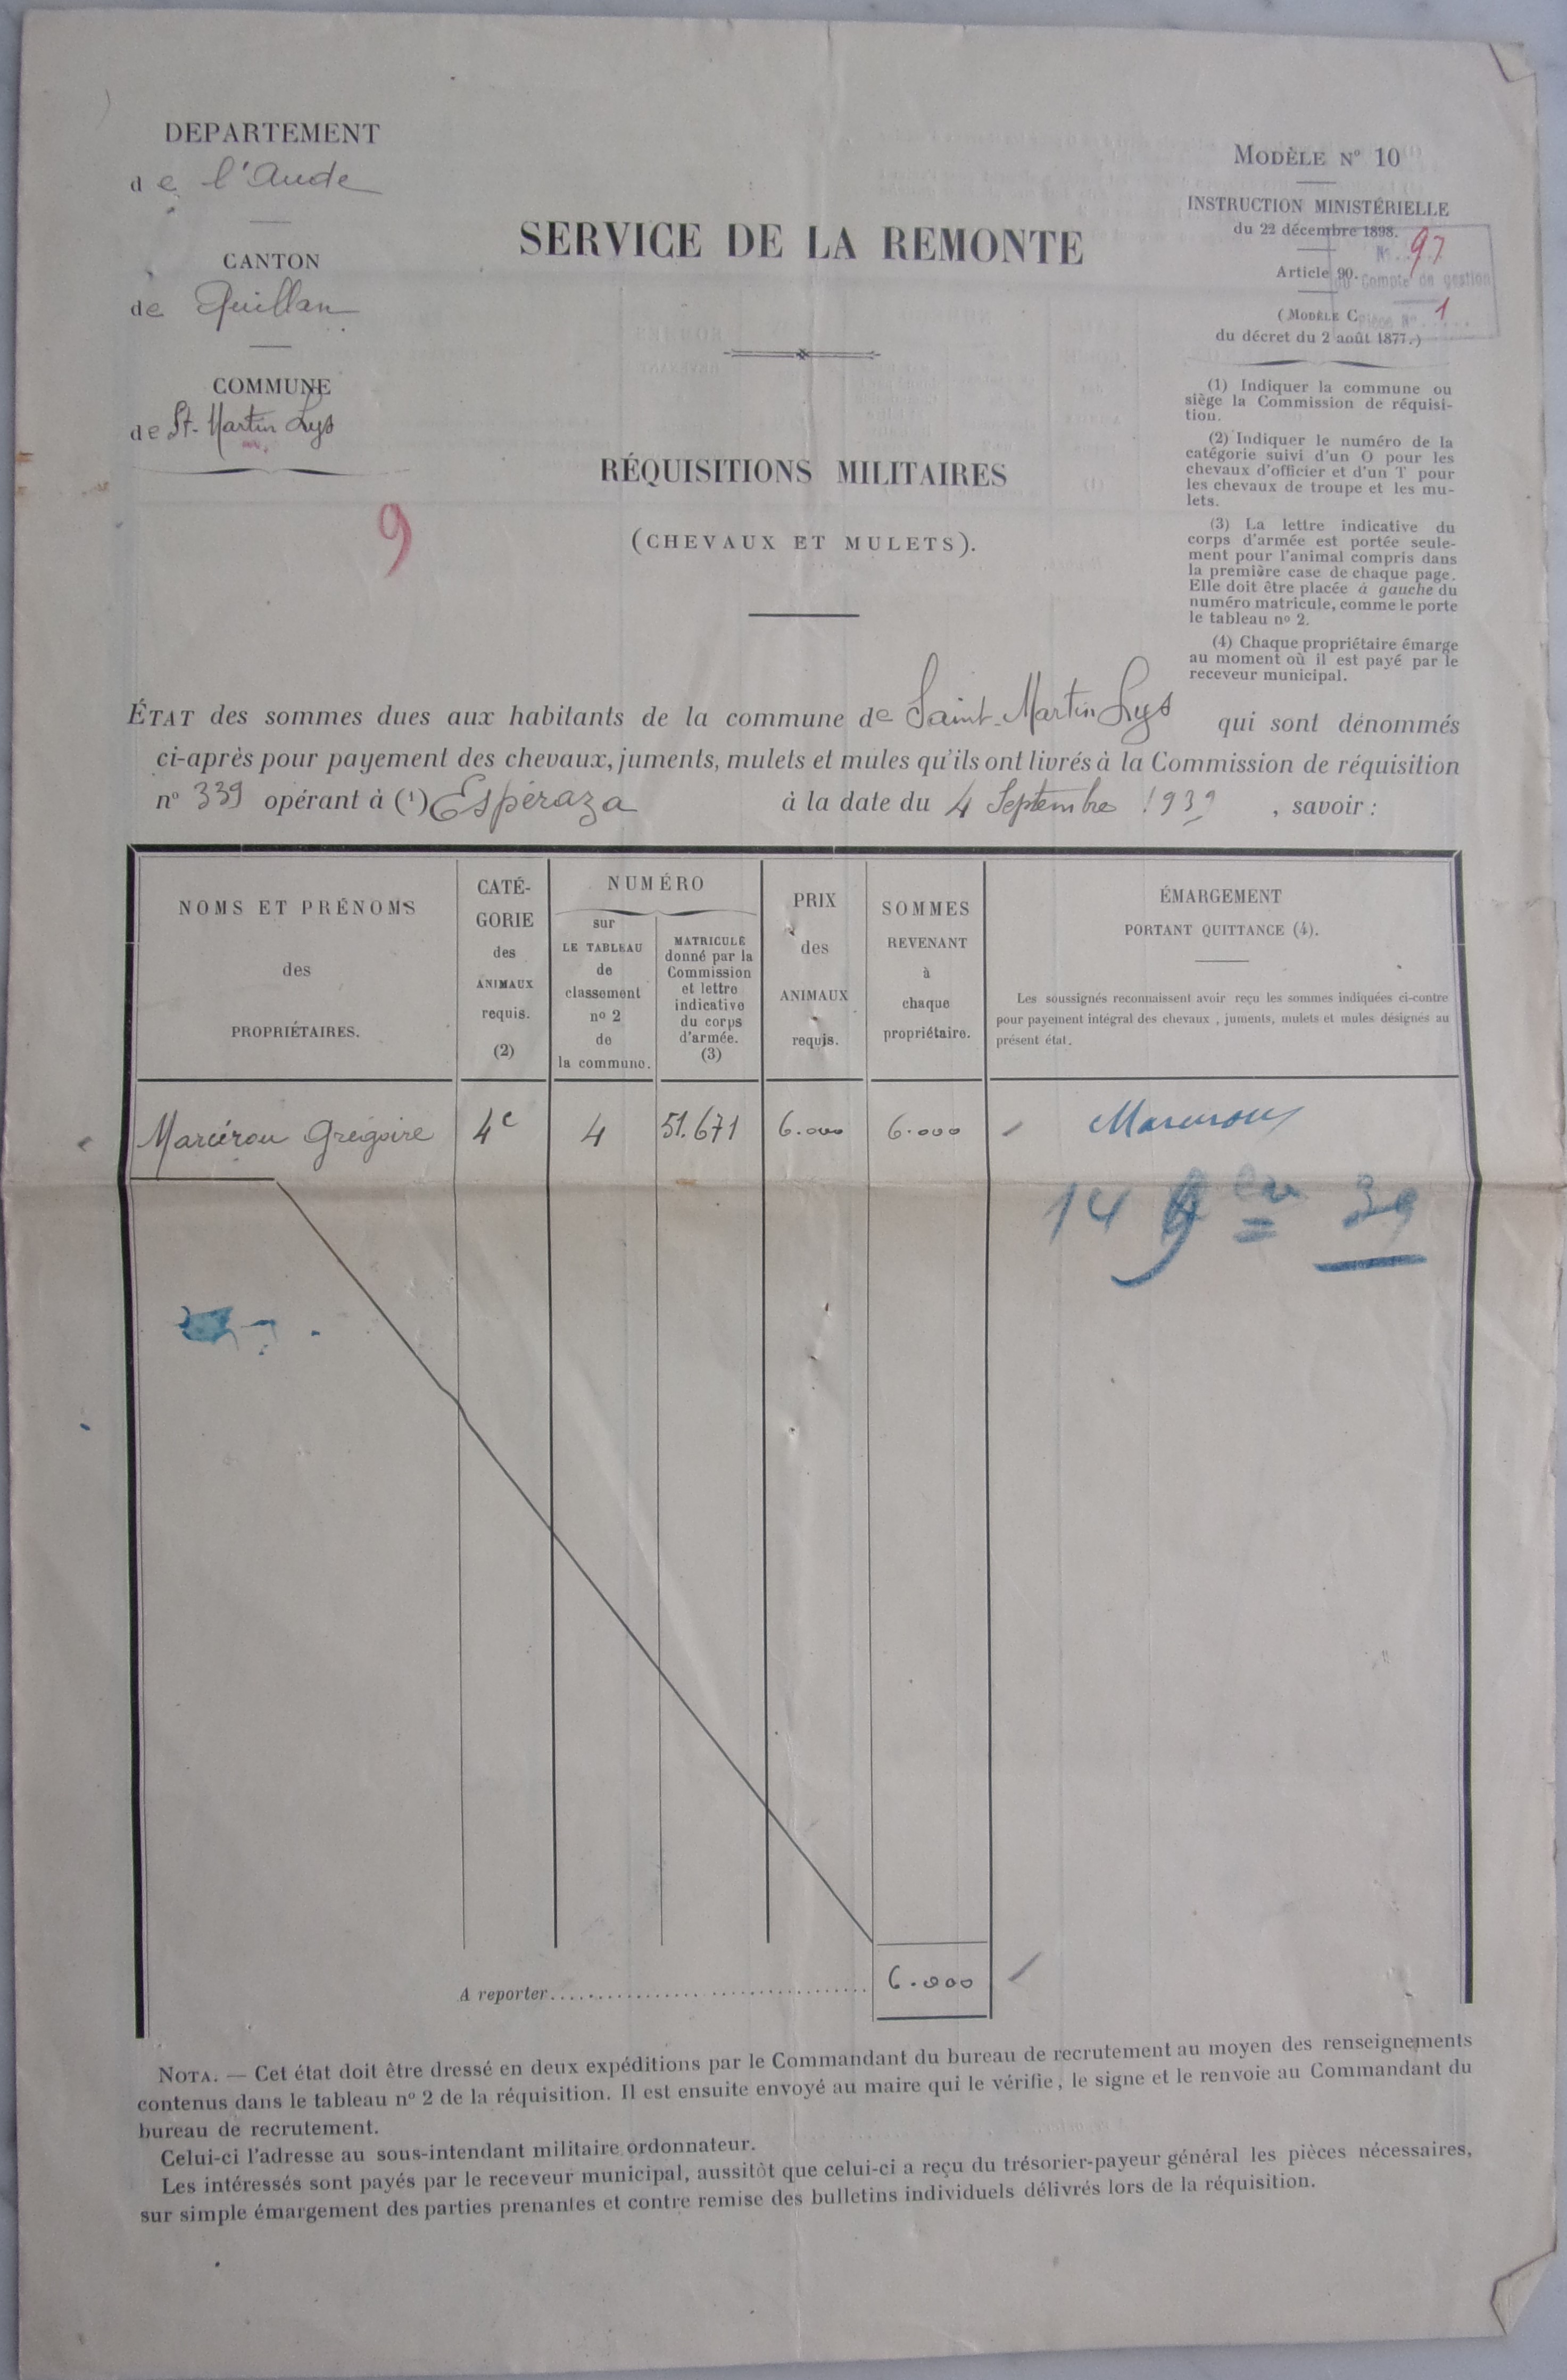 DEPARTEMENT
de l'Aude
CANTON
de Quillan
COMMUNE
de St. Martin Lys
9
SERVICE DE LA REMONTE
RÉQUISITIONS MILITAIRES
(CHEVAUX ET MULETS).
MODÈLE Nº 10
INSTRUCTION MINISTÉRIELLE
du 22 décembre 1898.
Nº 97
Article 90.
du Compte de gestion
(MODÈLE C
Pièce Nº 1
du décret du 2 août 1877.)
(1) Indiquer la commune ou
siège la Commission de réquisi-
tion.
(2) Indiquer le numéro de la
catégorie suivi d'un O pour les
chevaux d'officier et d'un T pour
les chevaux de troupe et les mu-
lets.
(3) La lettre indicative du
corps d'armée est portée seule-
ment pour l'animal compris dans
la première case de chaque page.
Elle doit être placée à gauche du
numéro matricule, comme le porte
le tableau nº 2.
(4) Chaque propriétaire émarge
au moment où il est payé par le
receveur municipal.
ÉTAT des sommes dues aux habitants de la commune de Saint-Martin Lys qui sont dénommés
ci-après pour payement des chevaux, juments, mulets et mules qu'ils ont livrés à la Commission de réquisition
nº 339 opérant à (1) Espéraza à la date du 4 Septembre 1939, savoir :
NOMS ET PRÉNOMS
des
PROPRIÉTAIRES.
CATÉ-
GORIE
des
ANIMAUX
requis.
(2)
NUMÉRO
sur
LE TABLEAU
de
classement
nº 2
de
la commune.
MATRICULE
donné par la
Commission
et lettre
indicative
du corps
d'armée.
(3)
PRIX
des
ANIMAUX
requis.
SOMMES
REVENANT
à
chaque
propriétaire.
ÉMARGEMENT
PORTANT QUITTANCE (4).
Les soussignés reconnaissent avoir reçu les sommes indiquées ci-contre
pour payement intégral des chevaux, juments, mulets et mules désignés au
présent état.
Marcérou Grégoire 4e 4 51.671 6.000 6.000 Marcerou
14 9 39
A reporter 6.000
NOTA. — Cet état doit être dressé en deux expéditions par le Commandant du bureau de recrutement au moyen des renseignements
contenus dans le tableau nº 2 de la réquisition. Il est ensuite envoyé au maire qui le vérifie, le signe et le renvoie au Commandant du
bureau de recrutement.
Celui-ci l'adresse au sous-intendant militaire ordonnateur.
Les intéressés sont payés par le receveur municipal, aussitôt que celui-ci a reçu du trésorier-payeur général les pièces nécessaires,
sur simple émargement des parties prenantes et contre remise des bulletins individuels délivrés lors de la réquisition.